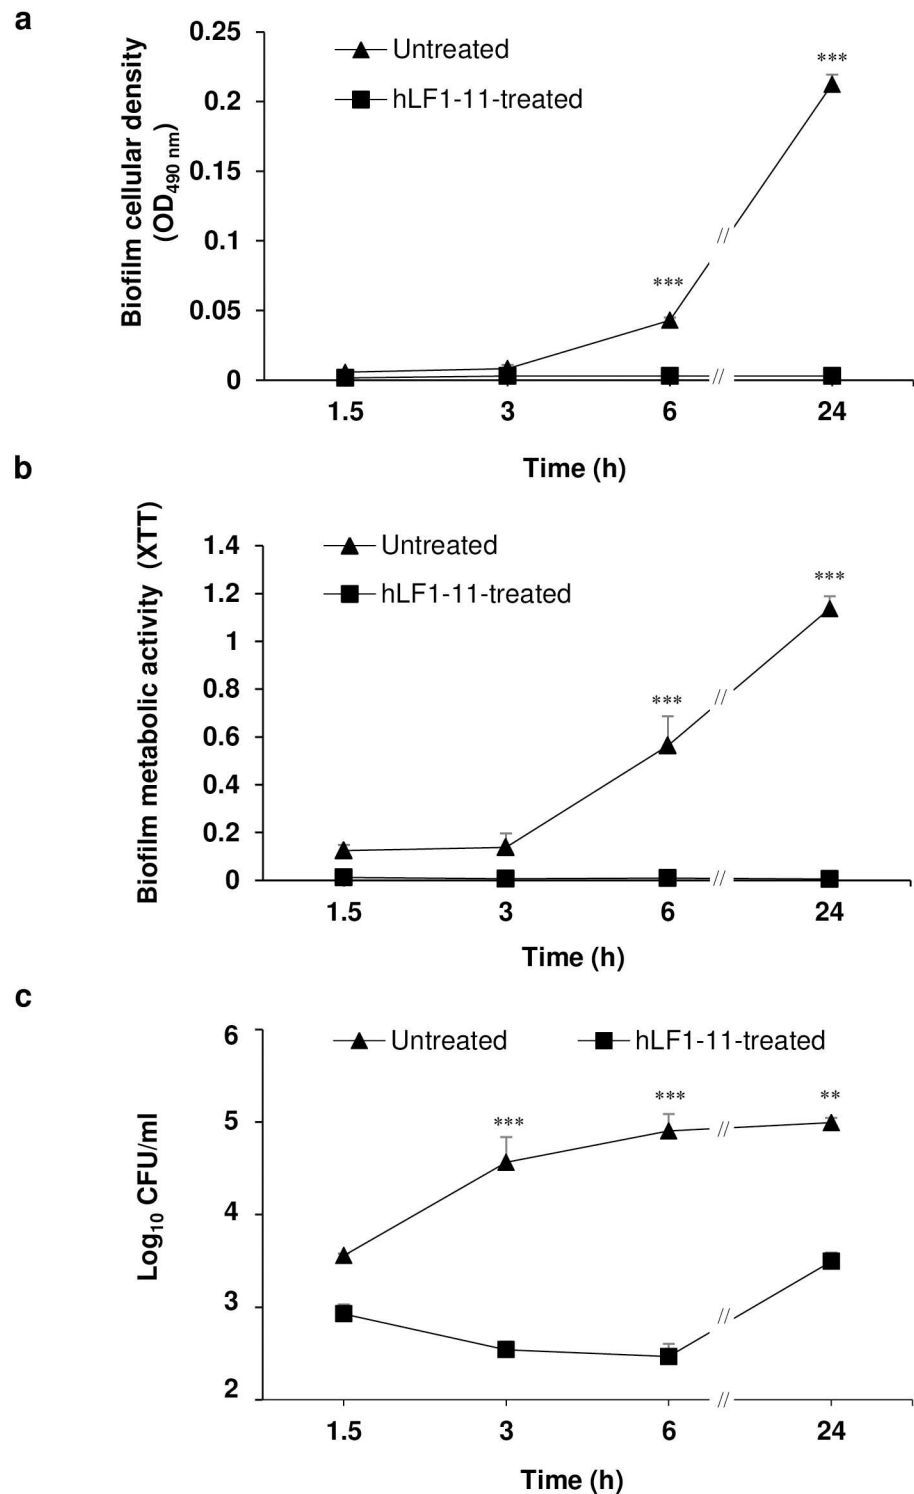 a
Biofilm cellular density
(OD490 nm)
0.25
0.2
0.15
0.1
0.05
0
Untreated
hLF1-11-treated
***
***
//
//
1.5 3 6 24
Time (h)
b
Biofilm metabolic activity (XTT)
1.4
1.2
1
0.8
0.6
0.4
0.2
0
Untreated
hLF1-11-treated
***
***
//
//
1.5 3 6 24
Time (h)
c
Log10 CFU/ml
6
5
4
3
2
Untreated hLF1-11-treated
*** *** **
//
//
//
1.5 3 6 24
Time (h)